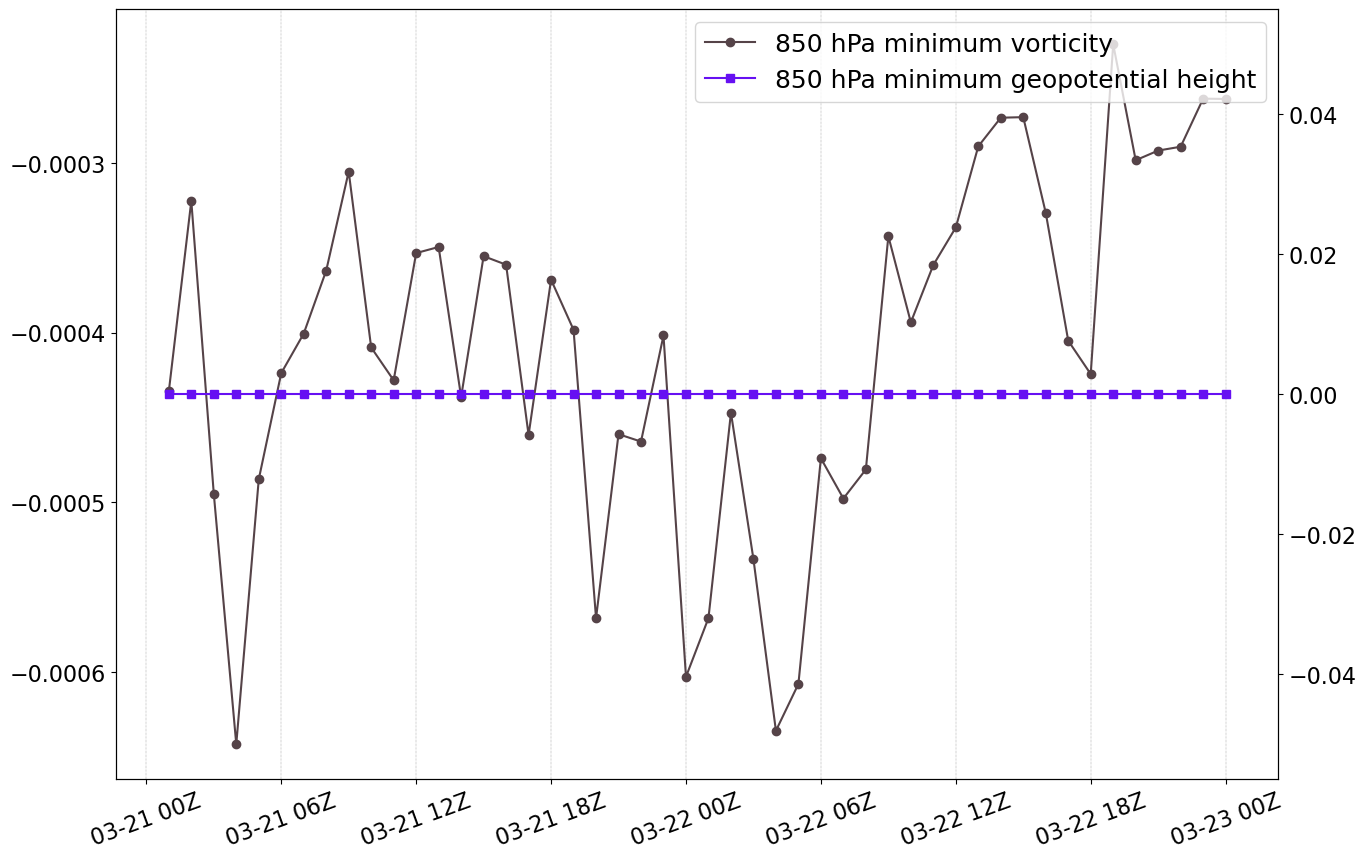 850 hPa minimum vorticity
850 hPa minimum geopotential height
−0.0003
−0.0004
−0.0005
−0.0006
0.04
0.02
0.00
−0.02
−0.04
03-21 00Z
03-21 06Z
03-21 12Z
03-21 18Z
03-22 00Z
03-22 06Z
03-22 12Z
03-22 18Z
03-23 00Z